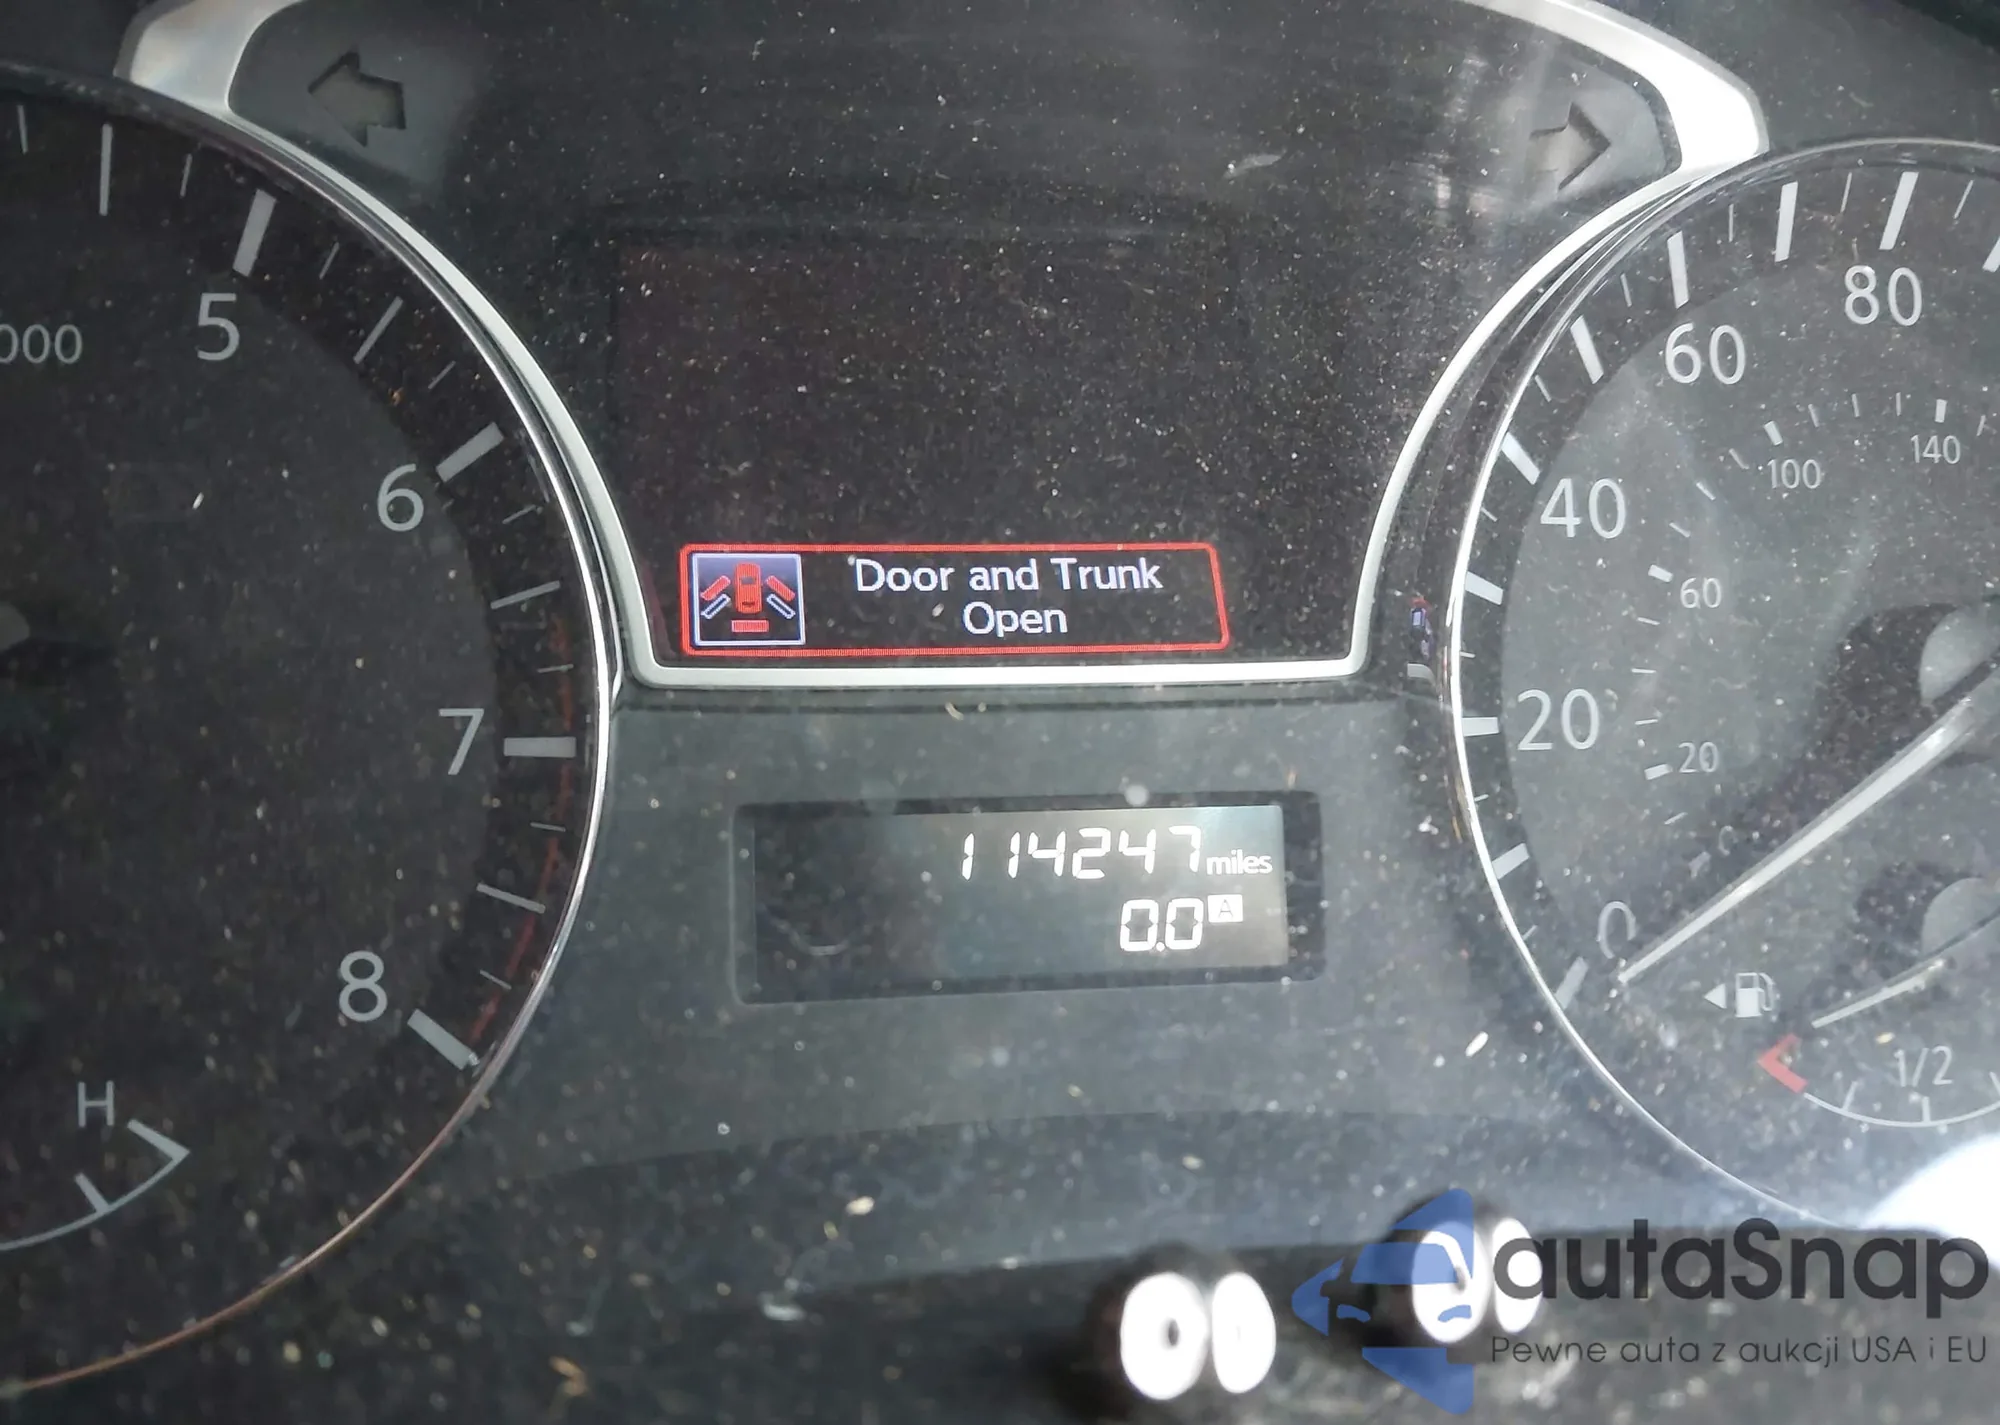 000
5
6
7
8
H
Door and Trunk
Open
114247 miles
0.0 A
80
60
40
20
0
140
100
60
20
1/2
autaSnap
Pewne auta z aukcji USA i EU